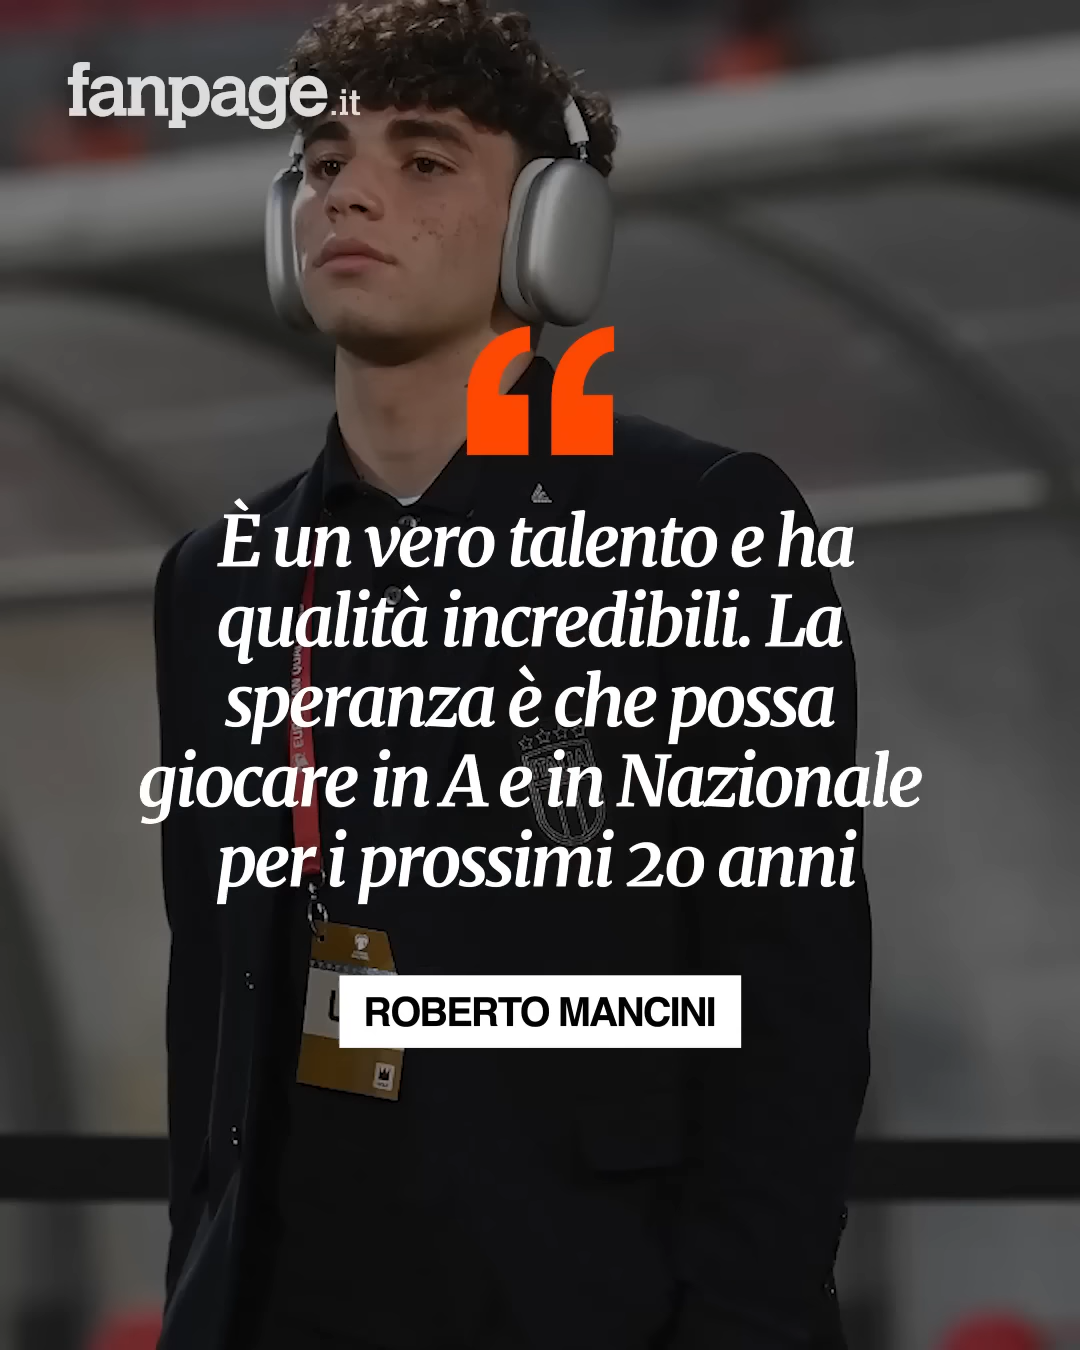 fanpage.it
“
È un vero talento e ha
qualità incredibili. La
speranza è che possa
giocare in A e in Nazionale
per i prossimi 20 anni
ITALIA
ROBERTO MANCINI